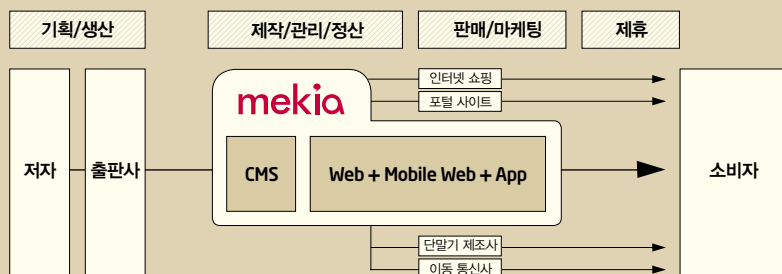 기획/생산
제작/관리/정산
판매/마케팅
제휴
인터넷 쇼핑
mekia
포털 사이트
저자
출판사
CMS
Web + Mobile Web + App
소비자
단말기 제조사
이동 통신사